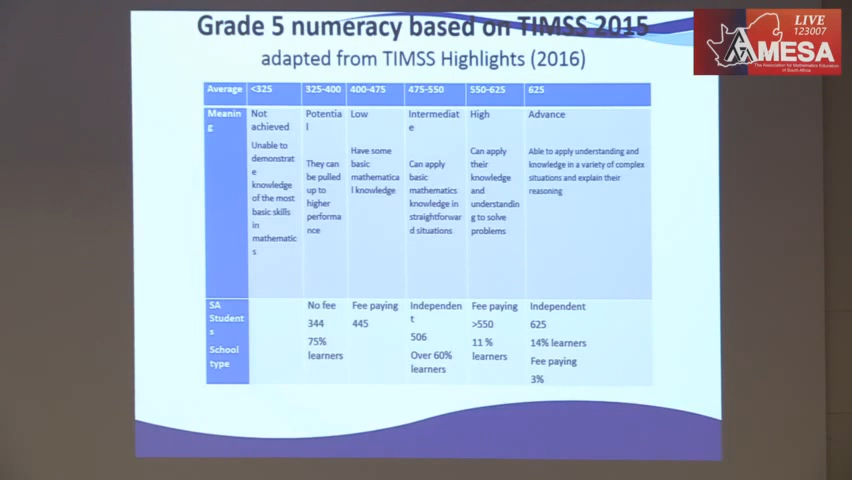 Grade 5 numeracy based on TIMSS 2015
adapted from TIMSS Highlights (2016)
LIVE
123007
AMESA
The Association for Mathematics Education
of South Africa
Average <325 325-400 400-475 475-550 550-625 625
Meanin
g
Not
achieved
Unable to
demonstrat
e
knowledge
of the most
basic skills
in
mathematic
s
Potentia
l
They can
be pulled
up to
higher
performa
nce
Low
Have some
basic
mathematica
l knowledge
Intermediat
e
Can apply
basic
mathematics
knowledge in
straightforwar
d situations
High
Can apply
their
knowledge
and
understandin
g to solve
problems
Advance
Able to apply understanding and
knowledge in a variety of complex
situations and explain their
reasoning
SA
Student
s
School
type
No fee
344
75%
learners
Fee paying
445
Independen
t
506
Over 60%
learners
Fee paying
>550
11 %
learners
Independent
625
14% learners
Fee paying
3%